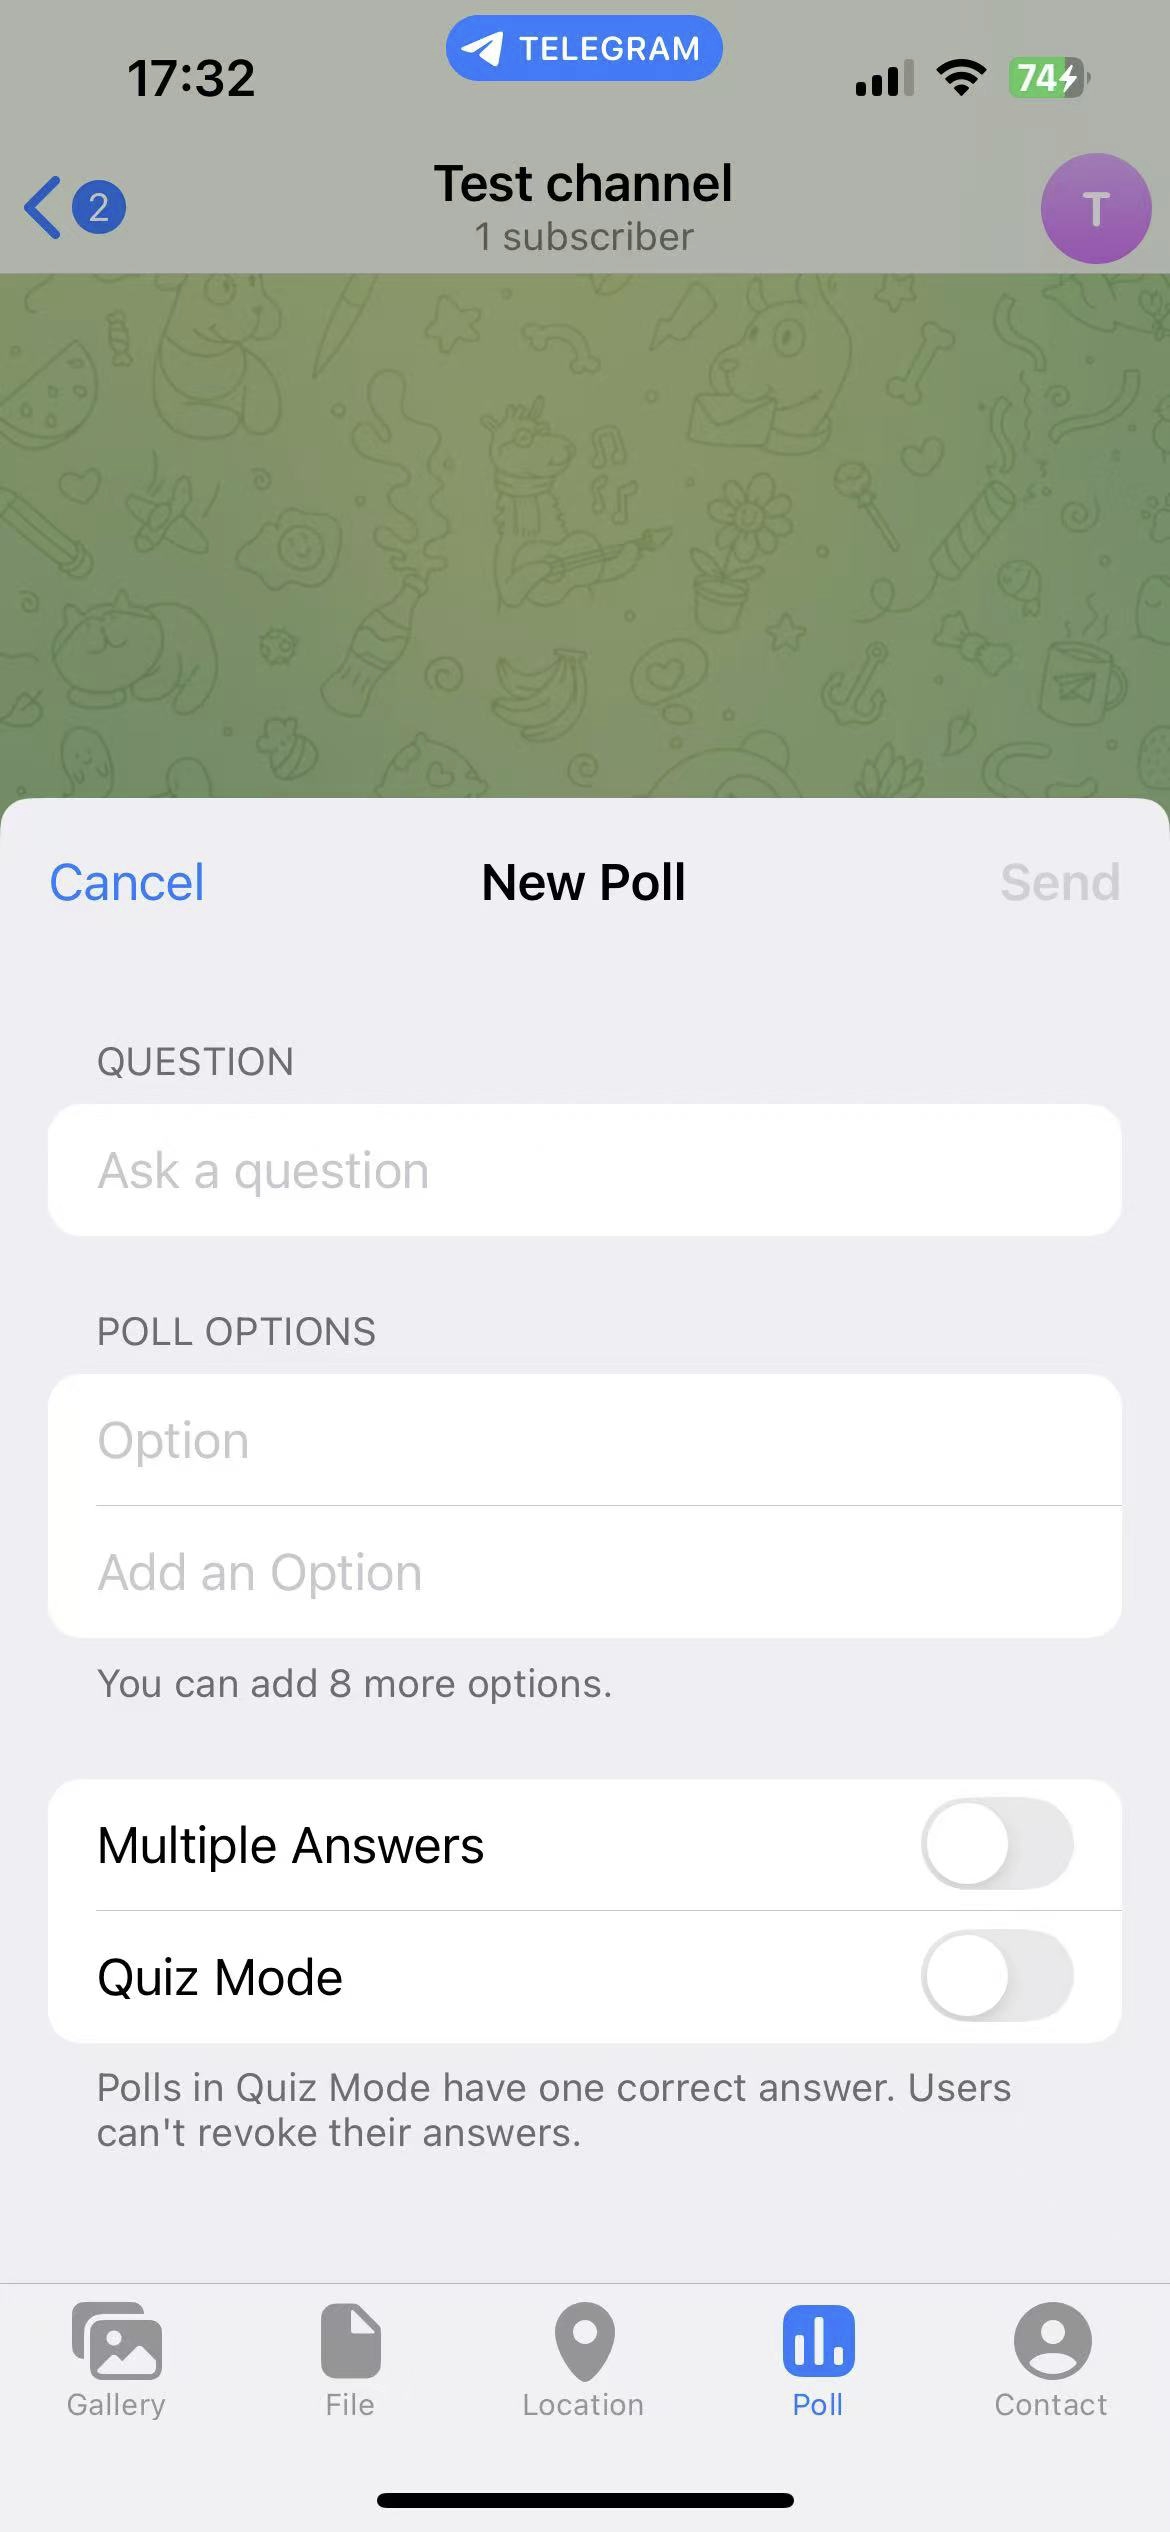 17:32
TELEGRAM
74
2
Test channel
1 subscriber
T
Cancel
New Poll
Send
QUESTION
Ask a question
POLL OPTIONS
Option
Add an Option
You can add 8 more options.
Multiple Answers
Quiz Mode
Polls in Quiz Mode have one correct answer. Users
can't revoke their answers.
Gallery
File
Location
Poll
Contact